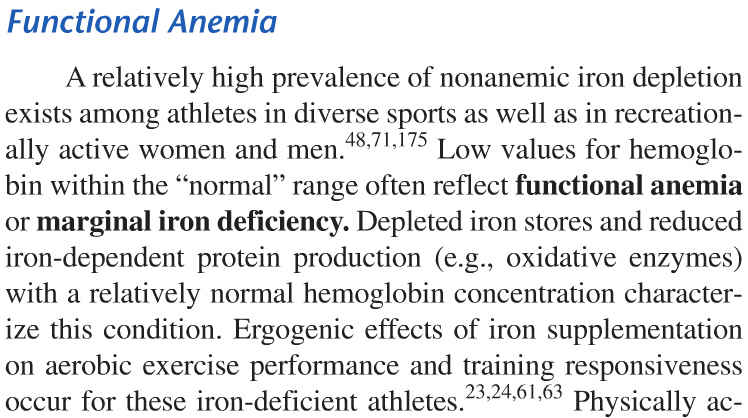 Functional Anemia
A relatively high prevalence of nonanemic iron depletion
exists among athletes in diverse sports as well as in recreation-
ally active women and men.48,71,175 Low values for hemoglo-
bin within the “normal” range often reflect functional anemia
or marginal iron deficiency. Depleted iron stores and reduced
iron-dependent protein production (e.g., oxidative enzymes)
with a relatively normal hemoglobin concentration character-
ize this condition. Ergogenic effects of iron supplementation
on aerobic exercise performance and training responsiveness
occur for these iron-deficient athletes.23,24,61,63 Physically ac-